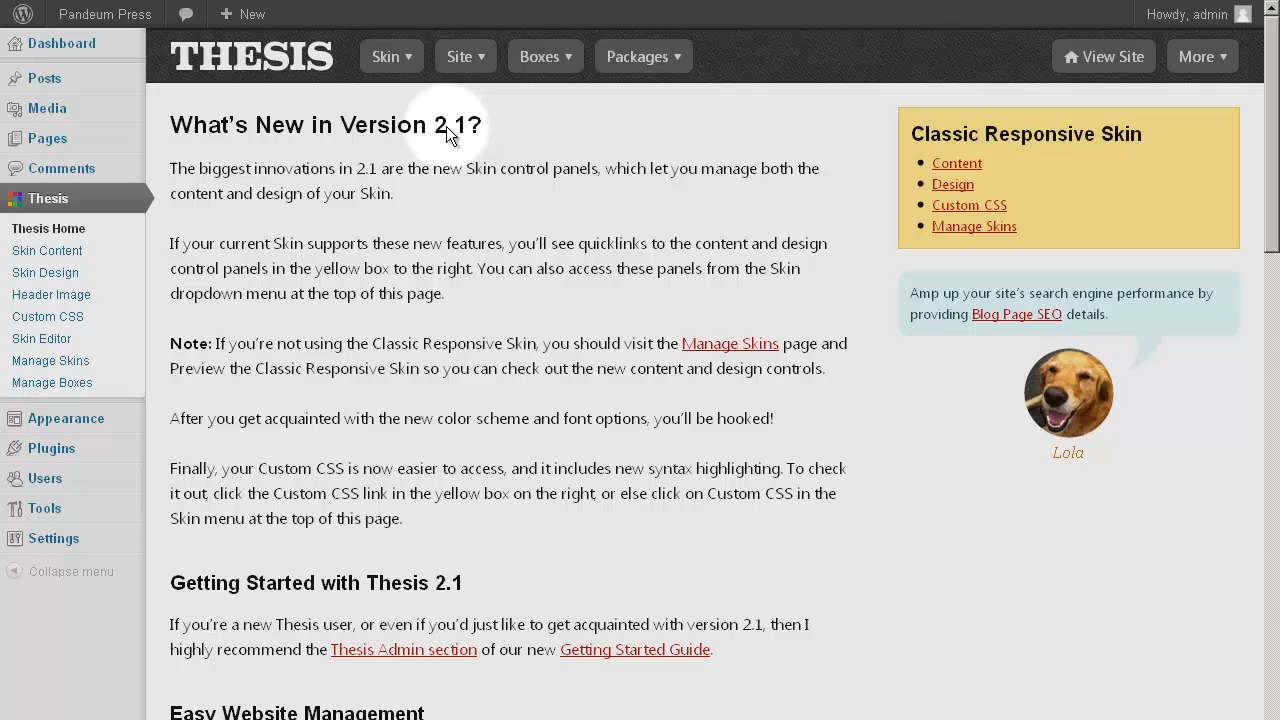 Pandeum Press
New
Howdy, admin
Dashboard
Posts
Media
Pages
Comments
Thesis
Thesis Home
Skin Content
Skin Design
Header Image
Custom CSS
Skin Editor
Manage Skins
Manage Boxes
Appearance
Plugins
Users
Tools
Settings
Collapse menu
THESIS
Skin
Site
Boxes
Packages
View Site
More
What's New in Version 2.1?
The biggest innovations in 2.1 are the new Skin control panels, which let you manage both the
content and design of your Skin.
If your current Skin supports these new features, you'll see quicklinks to the content and design
control panels in the yellow box to the right. You can also access these panels from the Skin
dropdown menu at the top of this page.
Note: If you're not using the Classic Responsive Skin, you should visit the Manage Skins page and
Preview the Classic Responsive Skin so you can check out the new content and design controls.
After you get acquainted with the new color scheme and font options, you'll be hooked!
Finally, your Custom CSS is now easier to access, and it includes new syntax highlighting. To check
it out, click the Custom CSS link in the yellow box on the right, or else click on Custom CSS in the
Skin menu at the top of this page.
Getting Started with Thesis 2.1
If you're a new Thesis user, or even if you'd just like to get acquainted with version 2.1, then I
highly recommend the Thesis Admin section of our new Getting Started Guide.
Easy Website Management
Classic Responsive Skin
Content
Design
Custom CSS
Manage Skins
Amp up your site's search engine performance by
providing Blog Page SEO details.
Lola